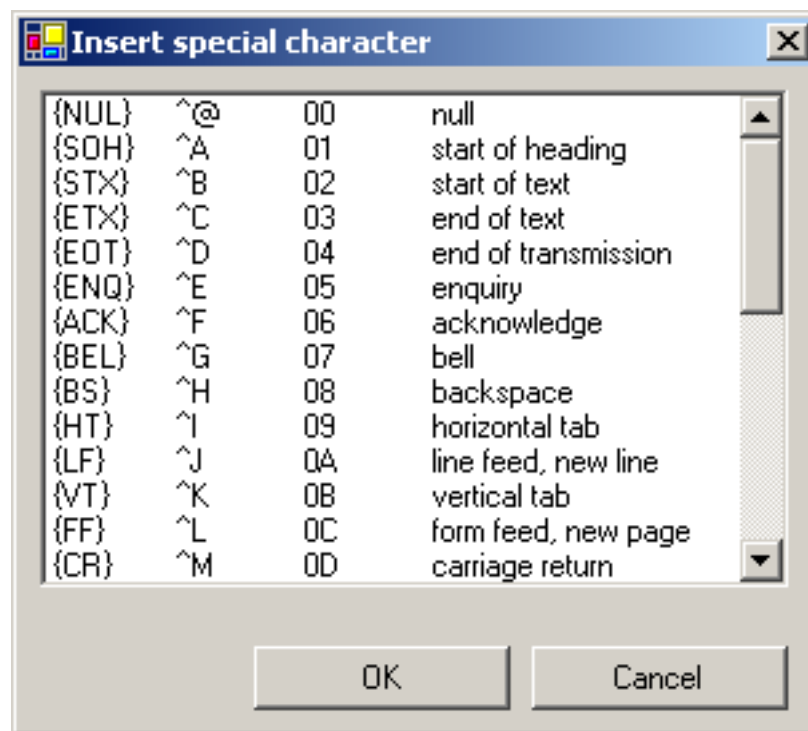 Insert special character
{NUL} ^@ 00 null
{SOH} ^A 01 start of heading
{STX} ^B 02 start of text
{ETX} ^C 03 end of text
{EOT} ^D 04 end of transmission
{ENQ} ^E 05 enquiry
{ACK} ^F 06 acknowledge
{BEL} ^G 07 bell
{BS} ^H 08 backspace
{HT} ^I 09 horizontal tab
{LF} ^J 0A line feed, new line
{VT} ^K 0B vertical tab
{FF} ^L 0C form feed, new page
{CR} ^M 0D carriage return
OK Cancel